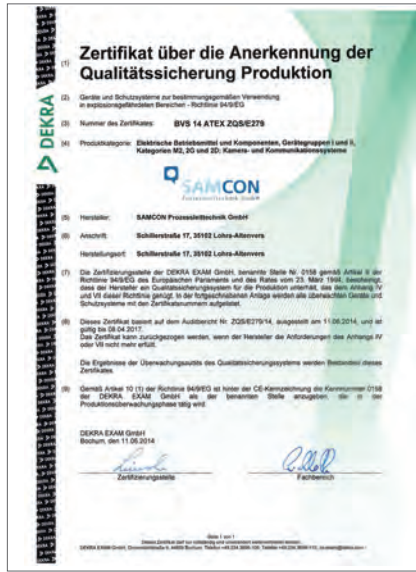 DEKRA
Zertifikat über die Anerkennung der
Qualitätssicherung Produktion
(2) Geräte und Schutzsysteme zur bestimmungsgemäßen Verwendung
in explosionsgefährdeten Bereichen - Richtlinie 94/9/EG
(3) Nummer des Zertifikates: BVS 14 ATEX ZQS/E279
(4) Produktkategorie: Elektrische Betriebsmittel und Komponenten, Gerätegruppen I und II,
Kategorien M2, 2G und 2D: Kamera- und Kommunikationssysteme
SAMCON
Prozessleittechnik GmbH
(5) Hersteller: SAMCON Prozessleittechnik GmbH
(6) Anschrift: Schillerstraße 17, 35102 Lohra-Altenvers
Herstellungsort: Schillerstraße 17, 35102 Lohra-Altenvers
(7) Die Zertifizierungsstelle der DEKRA EXAM GmbH, benannte Stelle Nr. 0158 gemäß Artikel 9 der
Richtlinie 94/9/EG des Europäischen Parlaments und des Rates vom 23. März 1994, bescheinigt,
dass der Hersteller ein Qualitätssicherungssystem für die Produktion unterhält, das dem Anhang IV
und VII dieser Richtlinie genügt. In der fortgeschriebenen Anlage werden alle überwachten Geräte und
Schutzsysteme mit den Zertifikatsnummern aufgelistet.
(8) Dieses Zertifikat basiert auf dem Auditbericht Nr. ZQS/E279/14, ausgestellt am 11.06.2014, und ist
gültig bis 08.04.2017.
Das Zertifikat kann zurückgezogen werden, wenn der Hersteller die Anforderungen des Anhangs IV
oder VII nicht mehr erfüllt.
Die Ergebnisse der Überwachungsaudits des Qualitätssicherungssystems werden Bestandteil dieses
Zertifikates.
(9) Gemäß Artikel 10 (1) der Richtlinie 94/9/EG ist hinter der CE-Kennzeichnung die Kennnummer 0158
der DEKRA EXAM GmbH als der benannten Stelle anzugeben, die in der
Produktionsüberwachungsphase tätig wird.
DEKRA EXAM GmbH
Bochum, den 11.06.2014
Zertifizierungsstelle Fachbereich
Seite 1 von 1